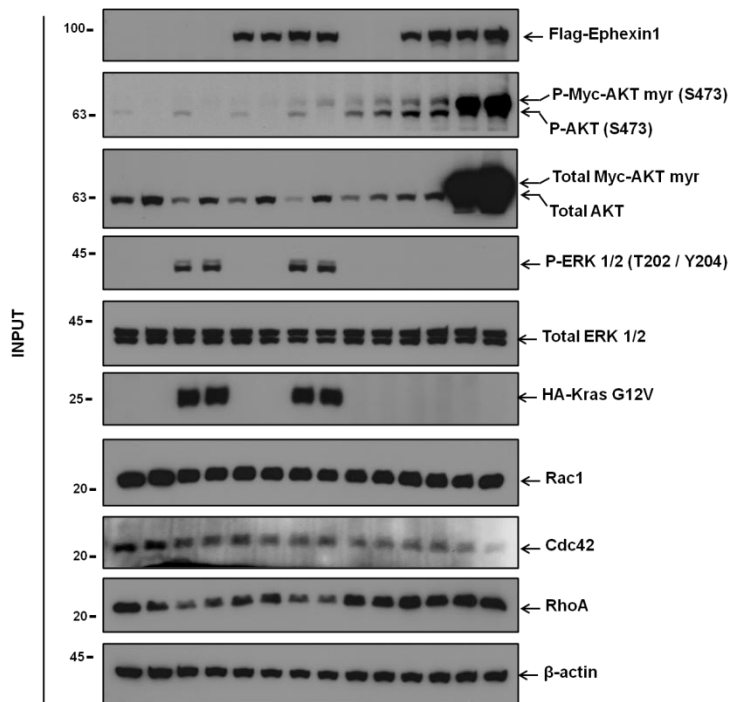 INPUT
100-
Flag-Ephexin1
P-Myc-AKT myr (S473)
63-
P-AKT (S473)
Total Myc-AKT myr
63-
Total AKT
45-
P-ERK 1/2 (T202 / Y204)
45-
Total ERK 1/2
25-
HA-Kras G12V
20-
Rac1
20-
Cdc42
20-
RhoA
45-
β-actin